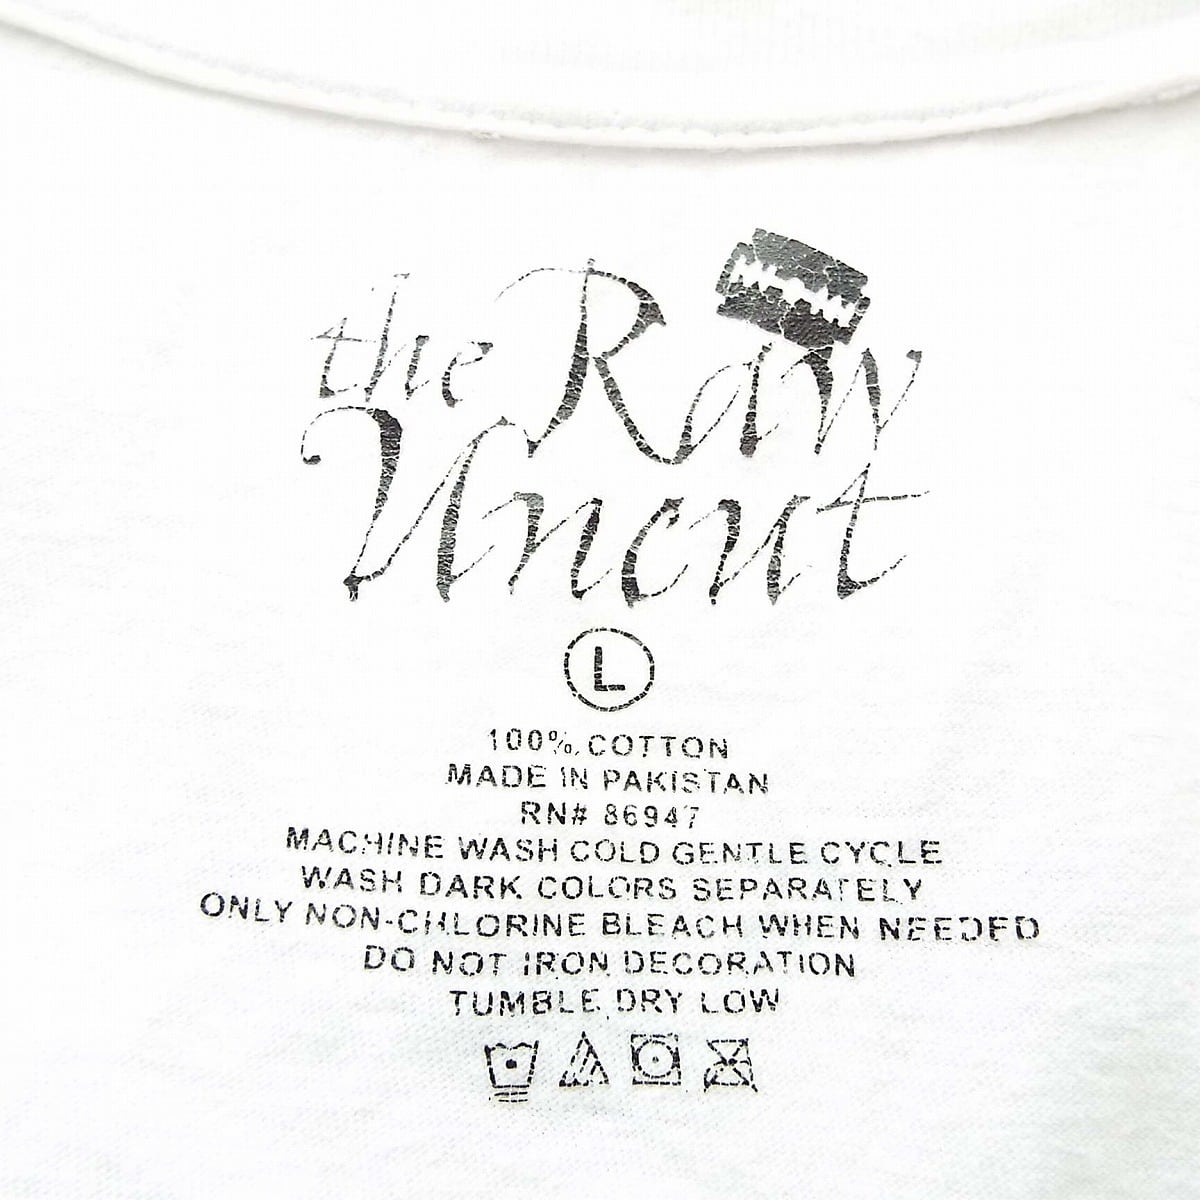 the Raw
Uncut
L
100% COTTON
MADE IN PAKISTAN
RN# 86947
MACHINE WASH COLD GENTLE CYCLE
WASH DARK COLORS SEPARATELY
ONLY NON-CHLORINE BLEACH WHEN NEEDED
DO NOT IRON DECORATION
TUMBLE DRY LOW